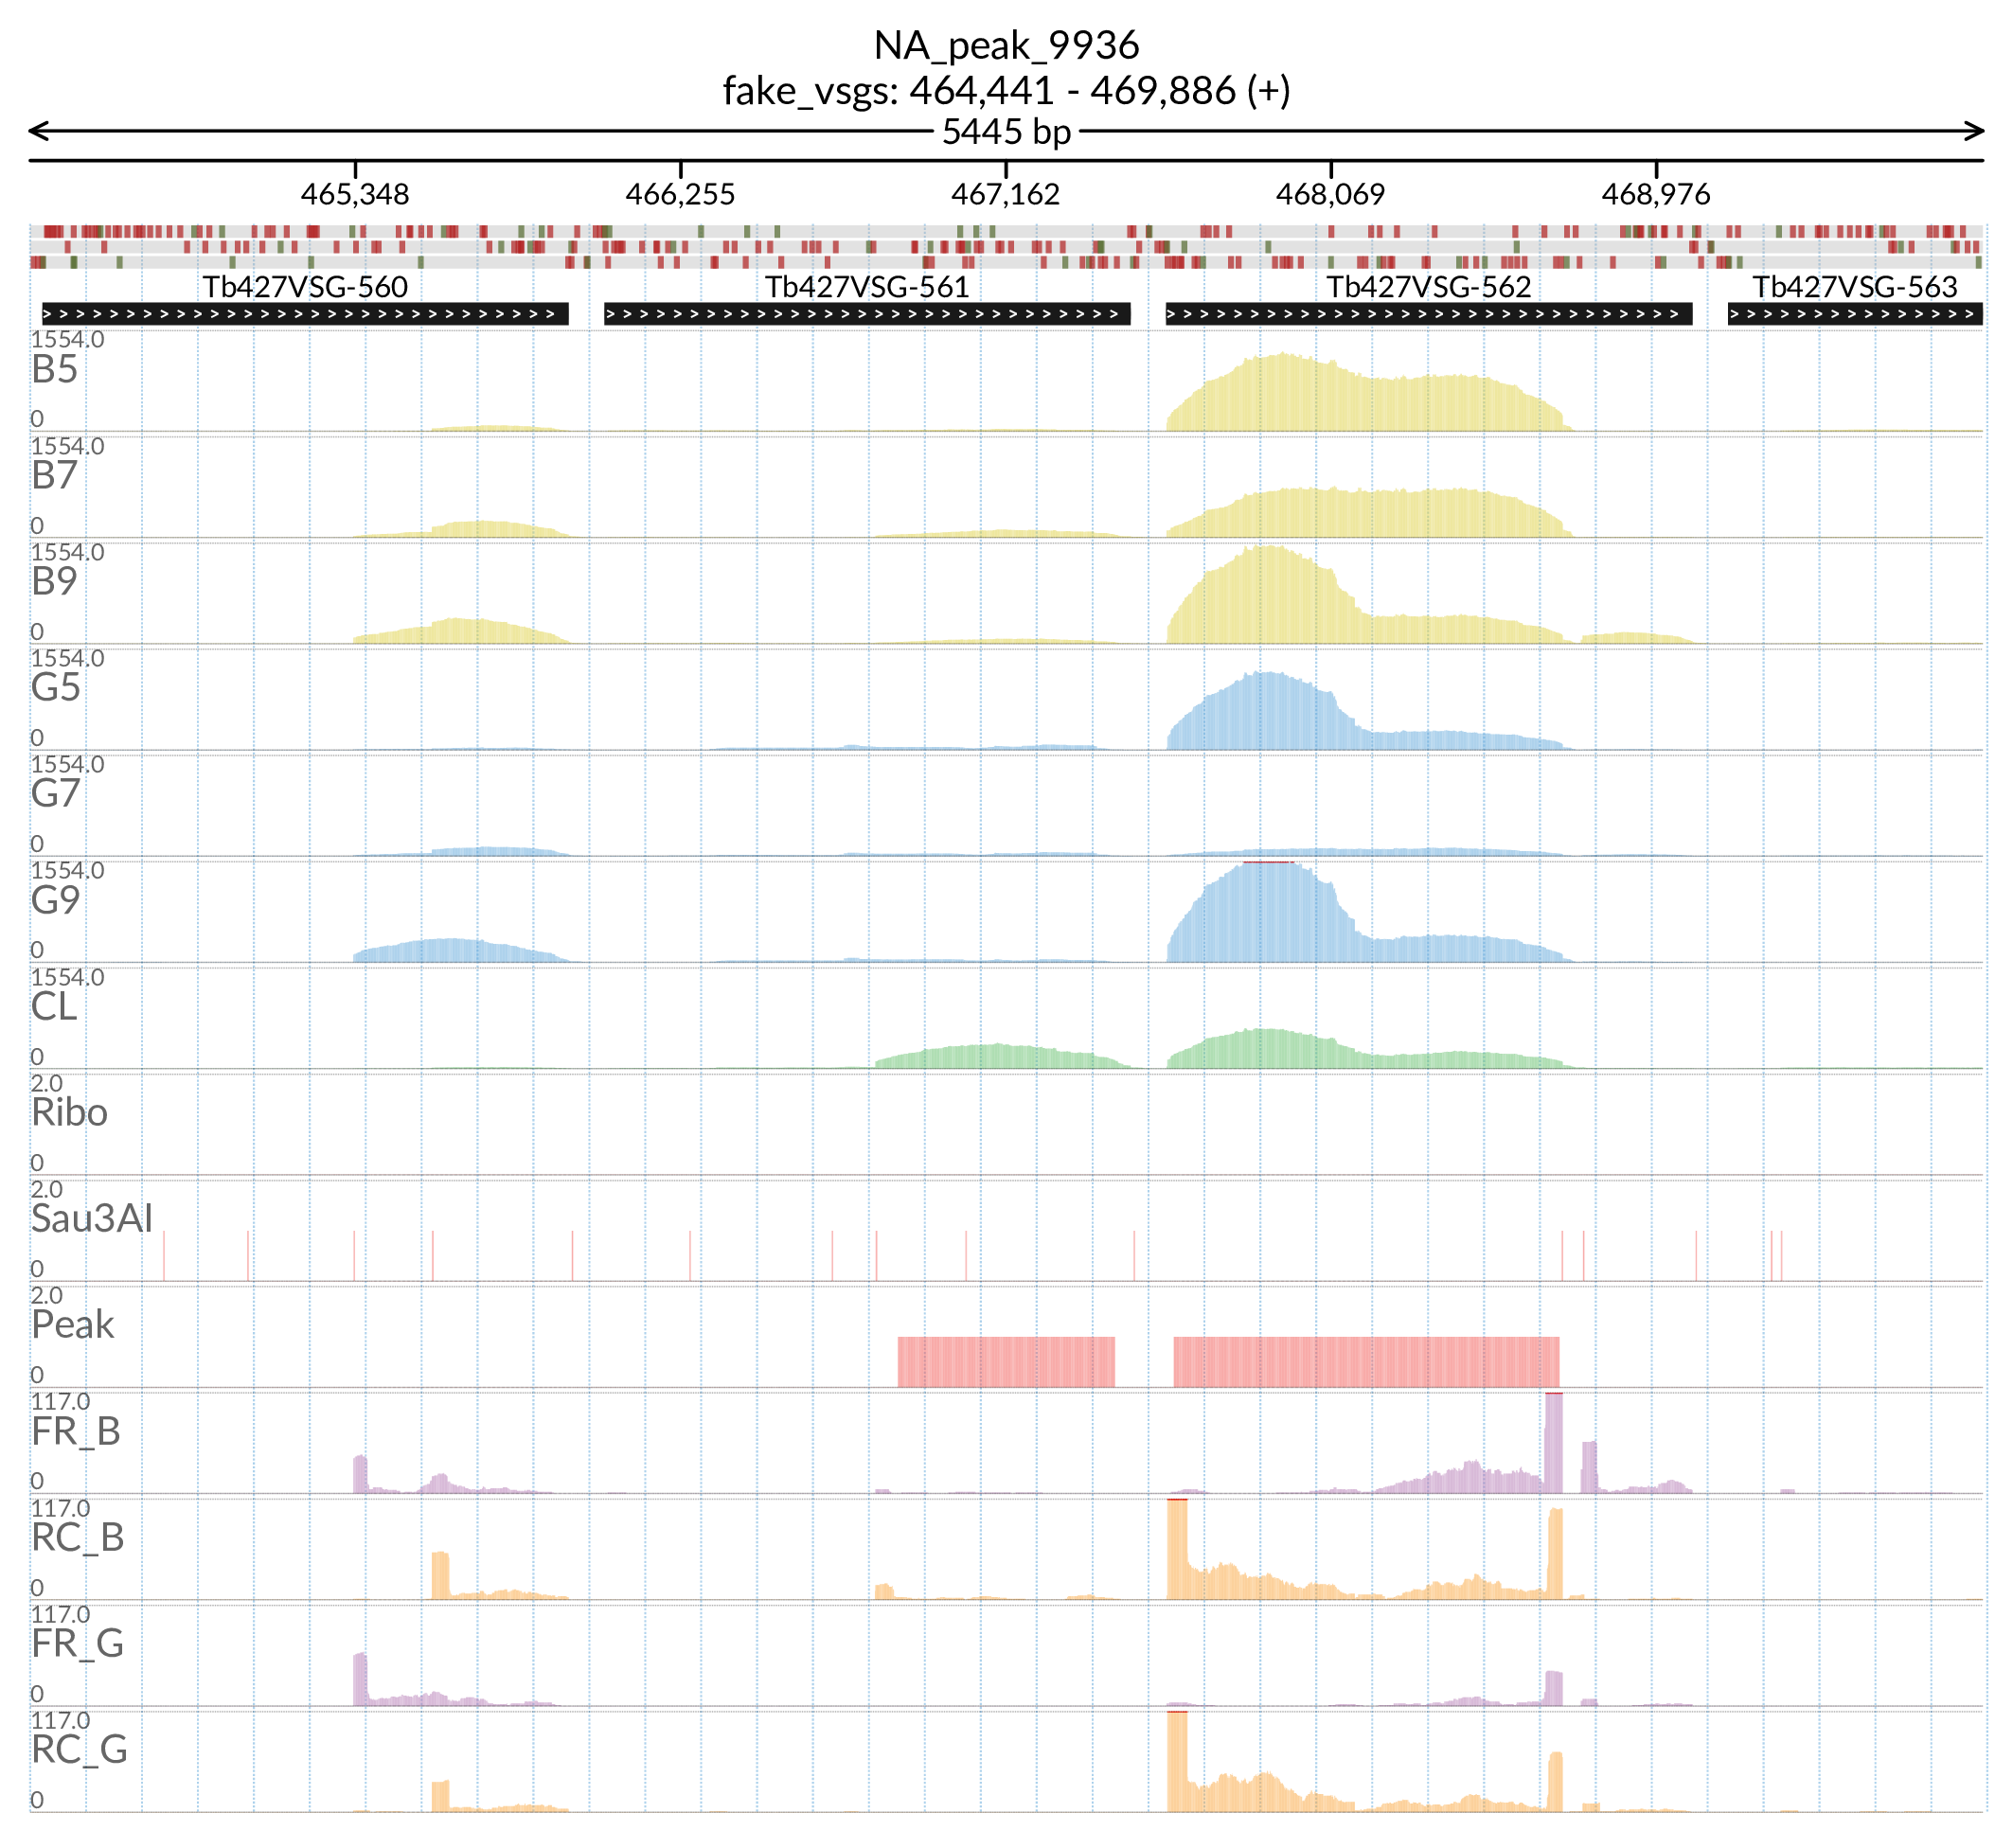 NA_peak_9936
fake_vsgs: 464,441 - 469,886 (+)
5445 bp
465,348 466,255 467,162 468,069 468,976
Tb427VSG-560 Tb427VSG-561 Tb427VSG-562 Tb427VSG-563
1554.0
B5
0
1554.0
B7
0
1554.0
B9
0
1554.0
G5
0
1554.0
G7
0
1554.0
G9
0
1554.0
CL
0
2.0
Ribo
0
2.0
Sau3AI
0
2.0
Peak
0
117.0
FR_B
0
117.0
RC_B
0
117.0
FR_G
0
117.0
RC_G
0